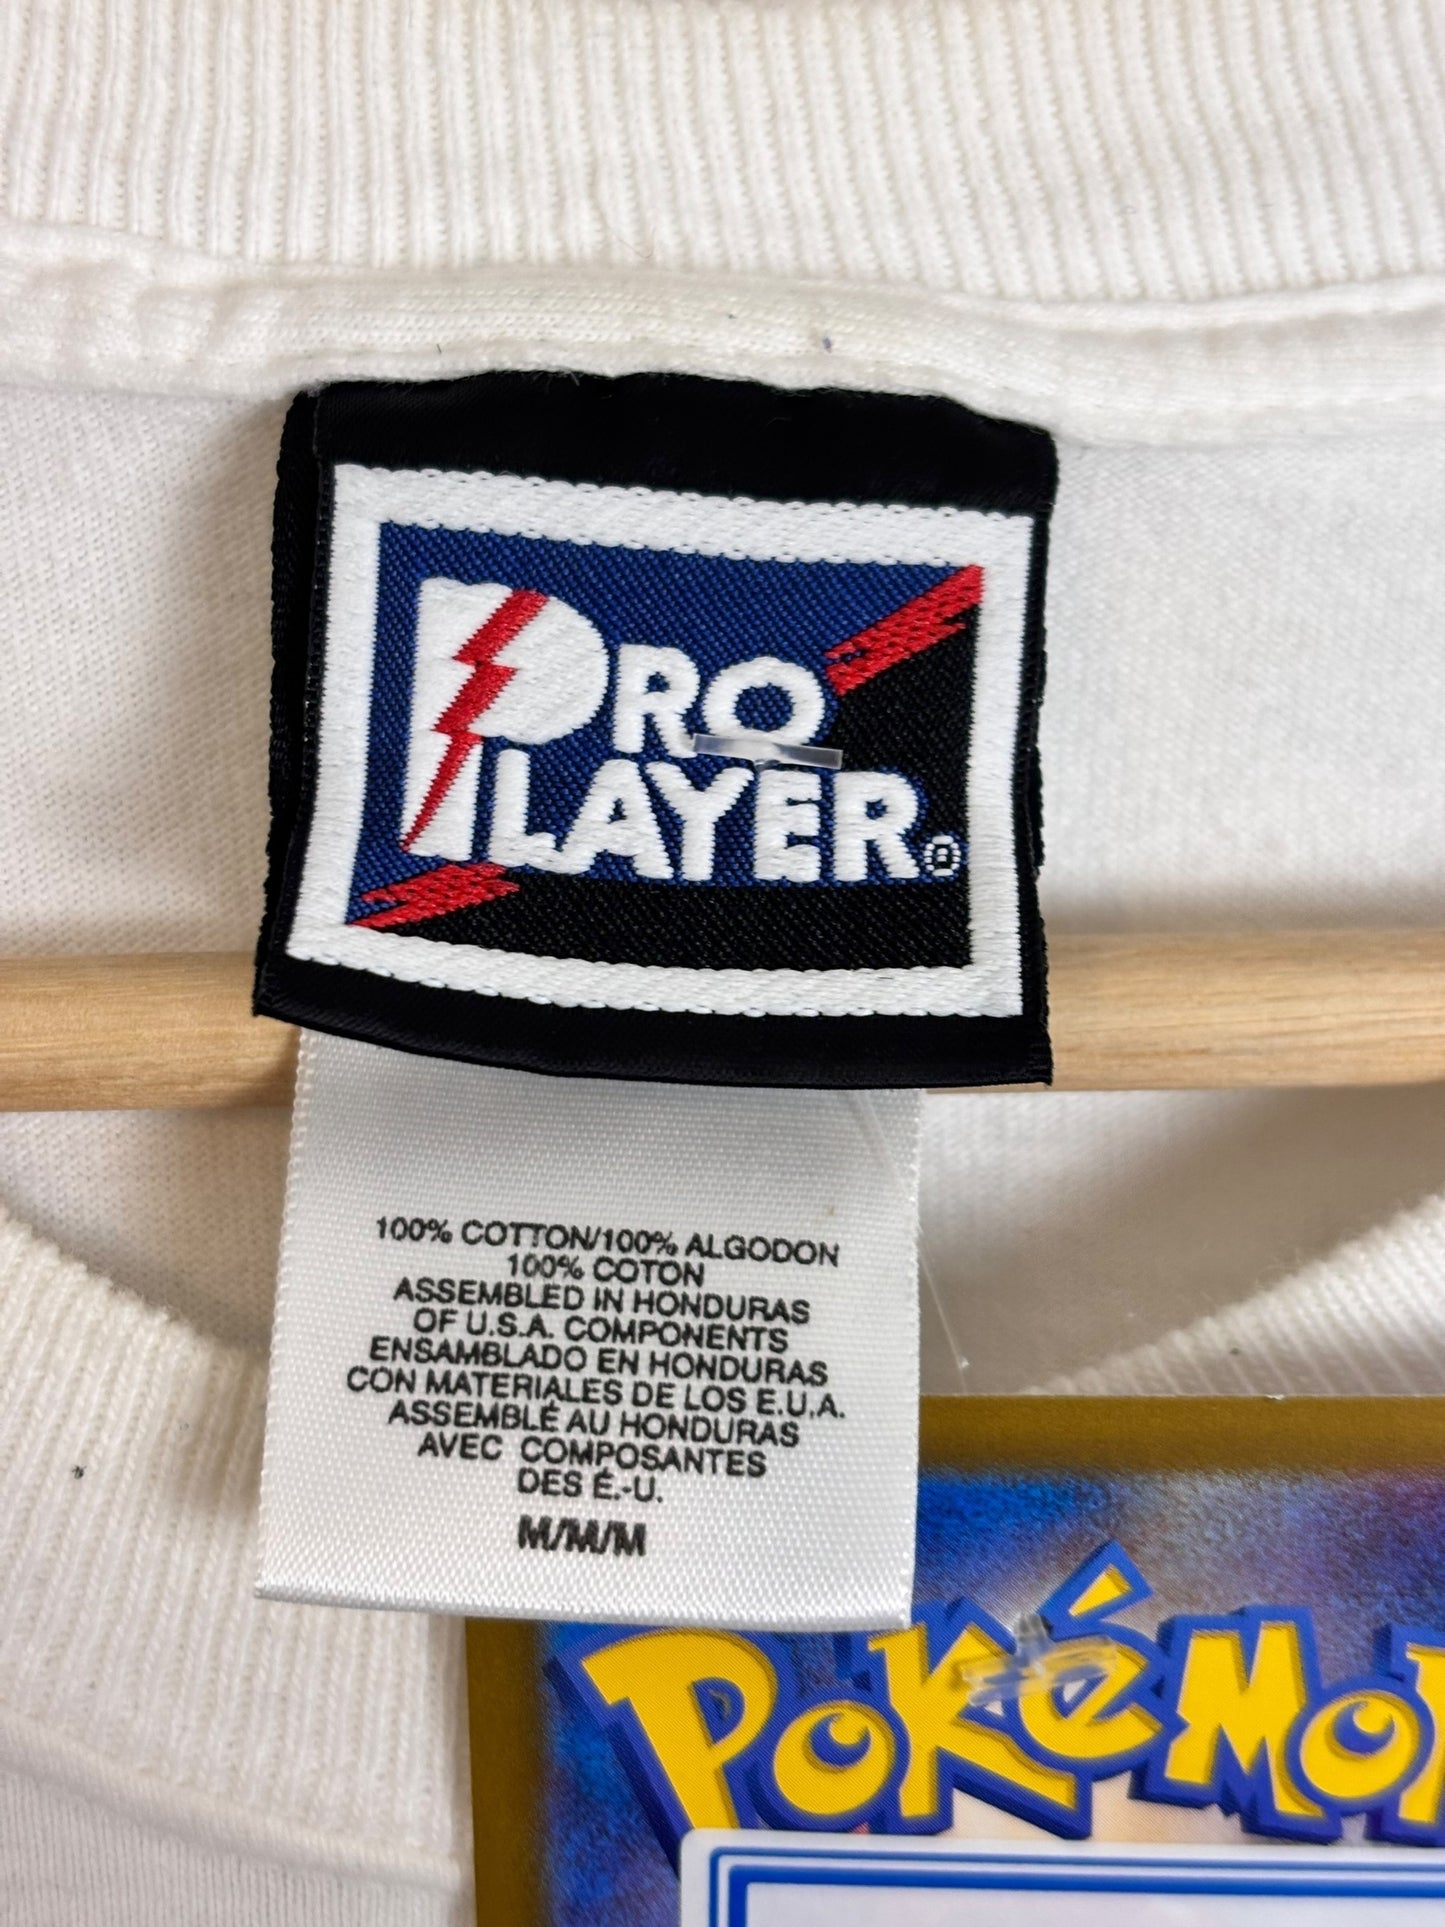 PRO
PLAYER®
100% COTTON/100% ALGODON
100% COTON
ASSEMBLED IN HONDURAS
OF U.S.A. COMPONENTS
ENSAMBLADO EN HONDURAS
CON MATERIALES DE LOS E.U.A.
ASSEMBLÉ AU HONDURAS
AVEC COMPOSANTES
DES É.-U.
M/M/M
POKéMO